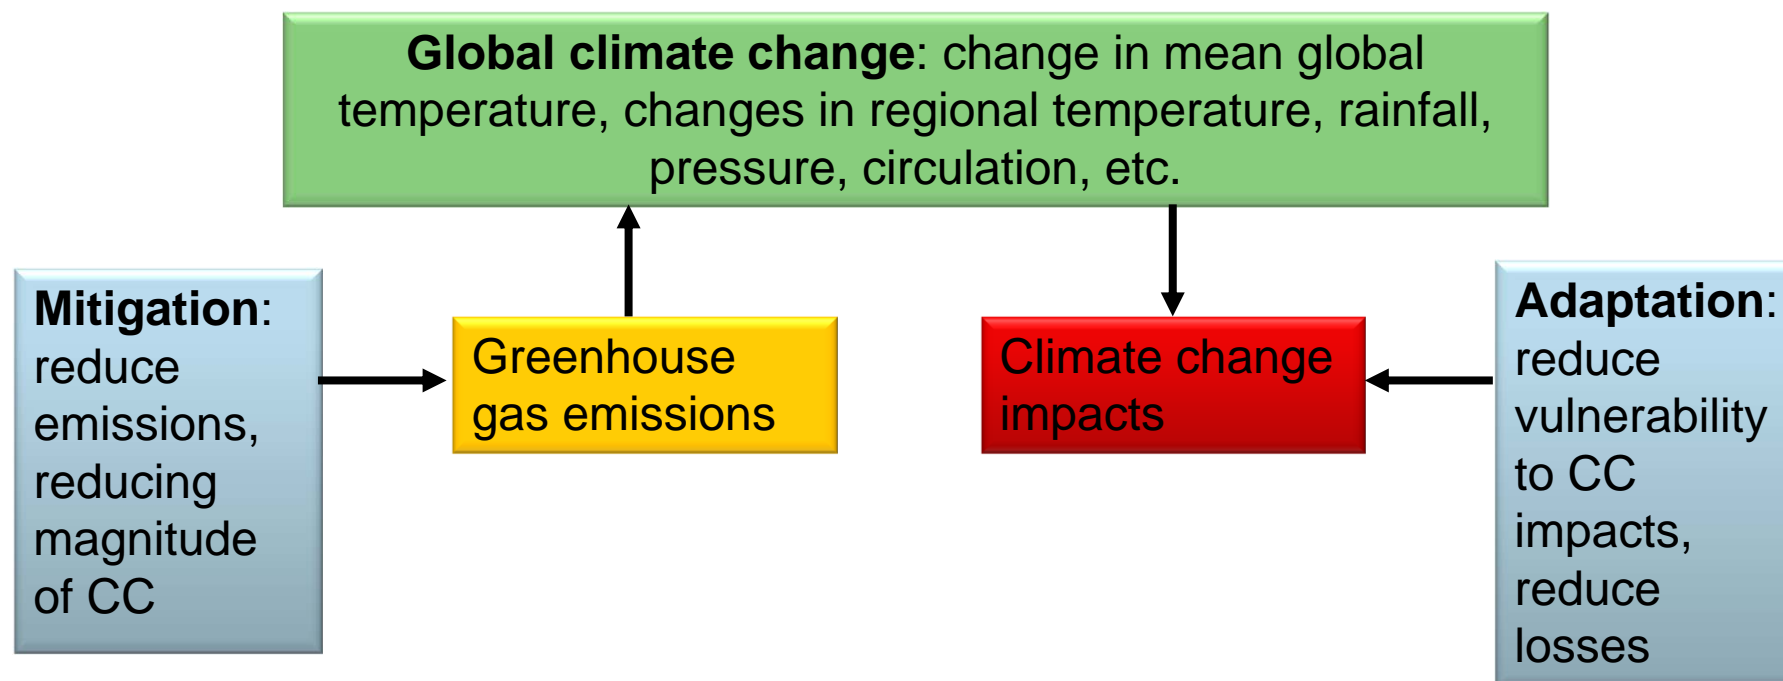 Global climate change: change in mean global
temperature, changes in regional temperature, rainfall,
pressure, circulation, etc.
Mitigation:
reduce
emissions,
reducing
magnitude
of CC
Greenhouse
gas emissions
Climate change
impacts
Adaptation:
reduce
vulnerability
to CC
impacts,
reduce
losses